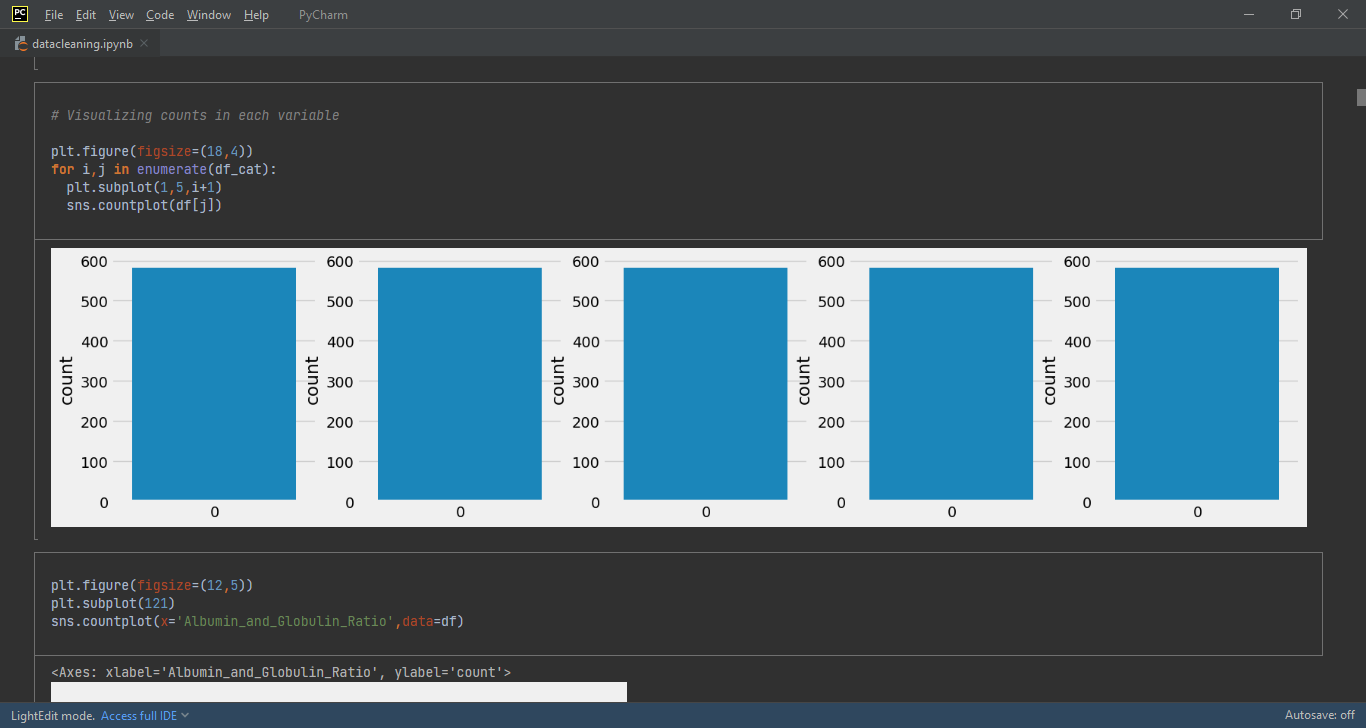 PC File Edit View Code Window Help PyCharm
datacleaning.ipynb
# Visualizing counts in each variable
plt.figure(figsize=(18,4))
for i,j in enumerate(df_cat):
  plt.subplot(1,5,i+1)
  sns.countplot(df[j])
600 600 600 600 600
500 500 500 500 500
400 400 400 400 400
count count count count count
300 300 300 300 300
200 200 200 200 200
100 100 100 100 100
0 0 0 0 0
0 0 0 0 0
plt.figure(figsize=(12,5))
plt.subplot(121)
sns.countplot(x='Albumin_and_Globulin_Ratio',data=df)
<Axes: xlabel='Albumin_and_Globulin_Ratio', ylabel='count'>
LightEdit mode. Access full IDE Autosave: off